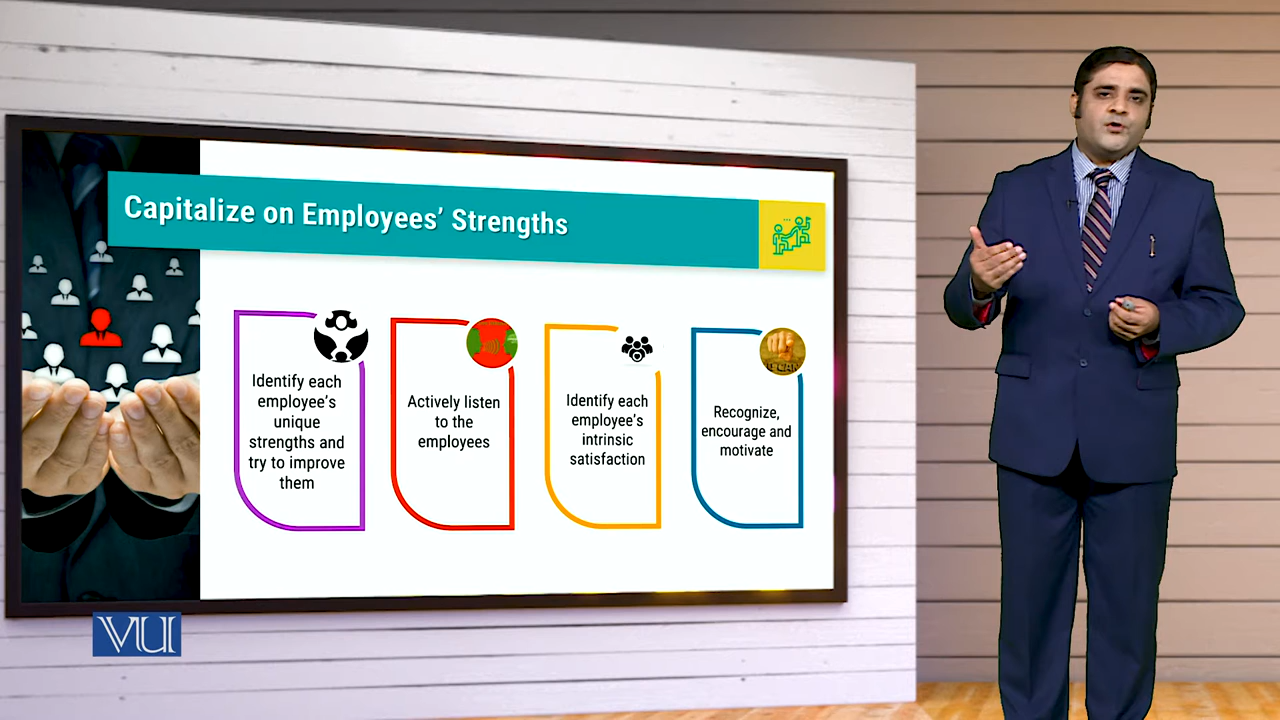 Capitalize on Employees’ Strengths
Identify each
employee’s
unique
strengths and
try to improve
them
Actively listen
to the
employees
Identify each
employee’s
intrinsic
satisfaction
Recognize,
encourage and
motivate
VU